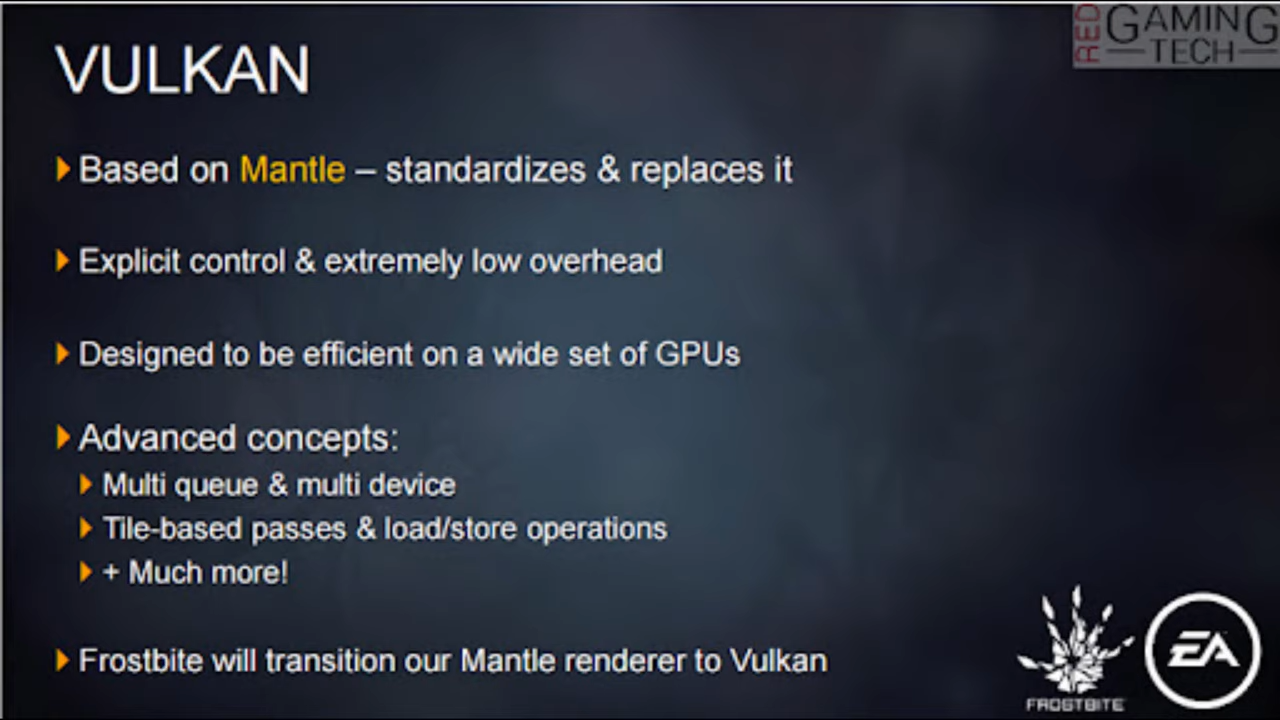 RED GAMING TECH
VULKAN
Based on Mantle – standardizes & replaces it
Explicit control & extremely low overhead
Designed to be efficient on a wide set of GPUs
Advanced concepts:
Multi queue & multi device
Tile-based passes & load/store operations
+ Much more!
Frostbite will transition our Mantle renderer to Vulkan
FROSTBITE
EA